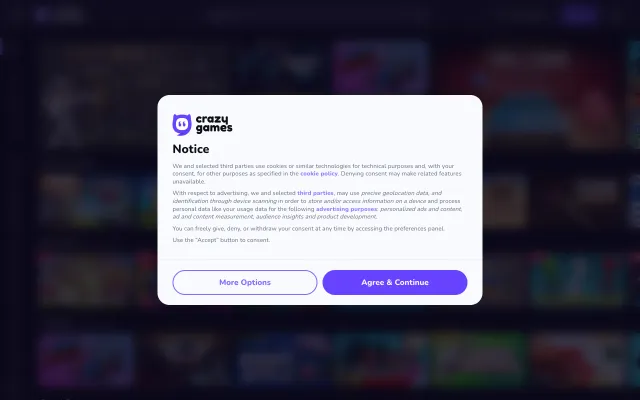 crazy
games
Notice
We and selected third parties use cookies or similar technologies for technical purposes and, with your
consent, for other purposes as specified in the cookie policy. Denying consent may make related features
unavailable.
With respect to advertising, we and selected third parties, may use precise geolocation data, and
identification through device scanning in order to store and/or access information on a device and process
personal data like your usage data for the following advertising purposes: personalized ads and content,
ad and content measurement, audience insights and product development.
You can freely give, deny, or withdraw your consent at any time by accessing the preferences panel.
Use the “Accept” button to consent.
More Options
Agree & Continue